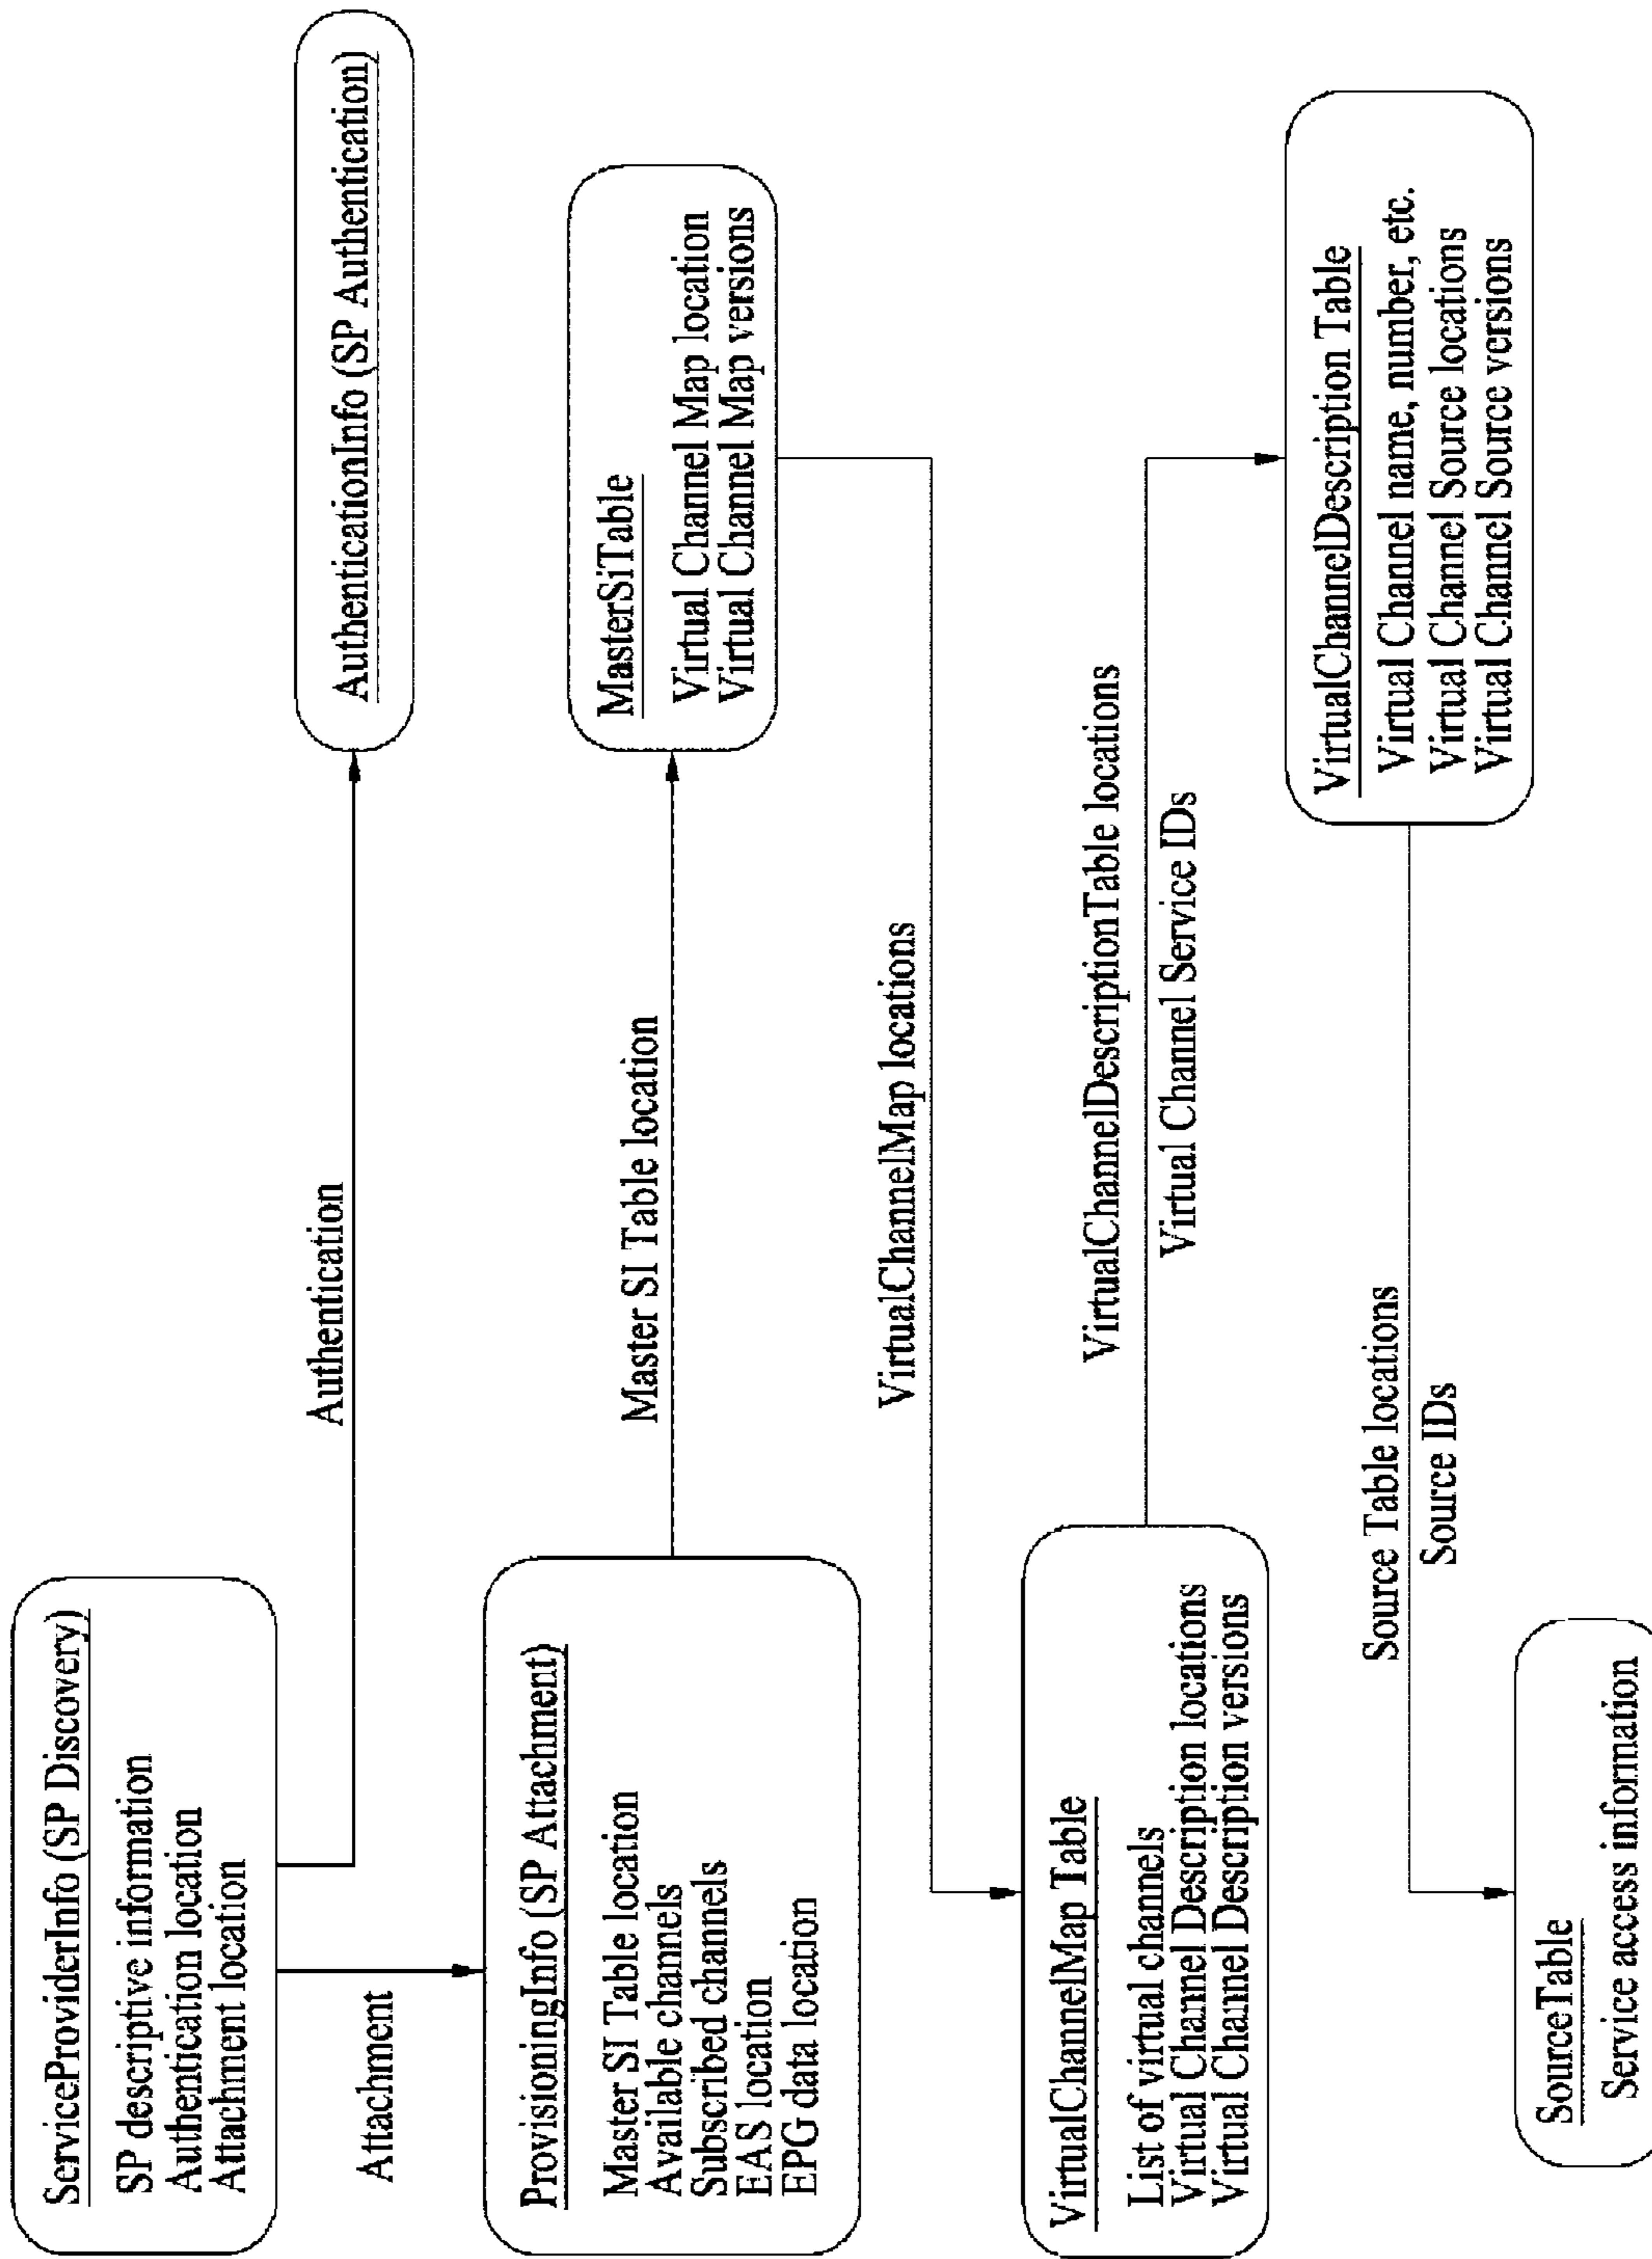 ServiceProviderInfo (SP Discovery)
SP descriptive information
Authentication location
Attachment location
Authentication
AuthenticationInfo (SP Authentication)
Attachment
ProvisioningInfo (SP Attachment)
Master SI Table location
Available channels
Subscribed channels
EAS location
EPG data location
Master SI Table location
MasterSiTable
Virtual Channel Map location
Virtual Channel Map versions
VirtualChannelMap locations
VirtualChannelMap Table
List of virtual channels
Virtual Channel Description locations
Virtual Channel Description versions
VirtualChannelDescriptionTable locations
Virtual Channel Service IDs
VirtualChannelDescription Table
Virtual Channel name, number, etc.
Virtual Channel Source locations
Virtual Channel Source versions
Source Table locations
Source IDs
SourceTable
Service access information